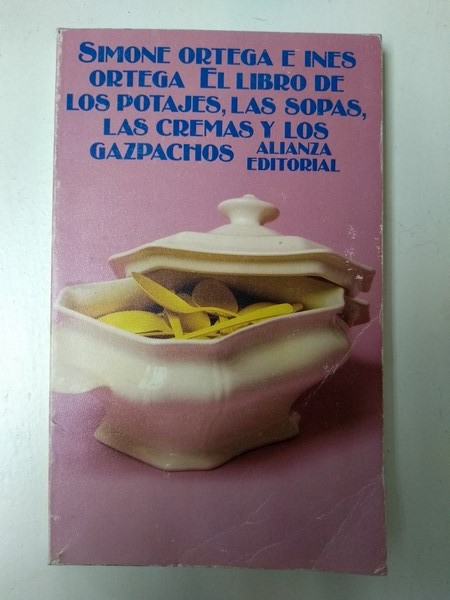 SIMONE ORTEGA E INES
ORTEGA EL LIBRO DE
LOS POTAJES, LAS SOPAS,
LAS CREMAS Y LOS
GAZPACHOS ALIANZA
EDITORIAL